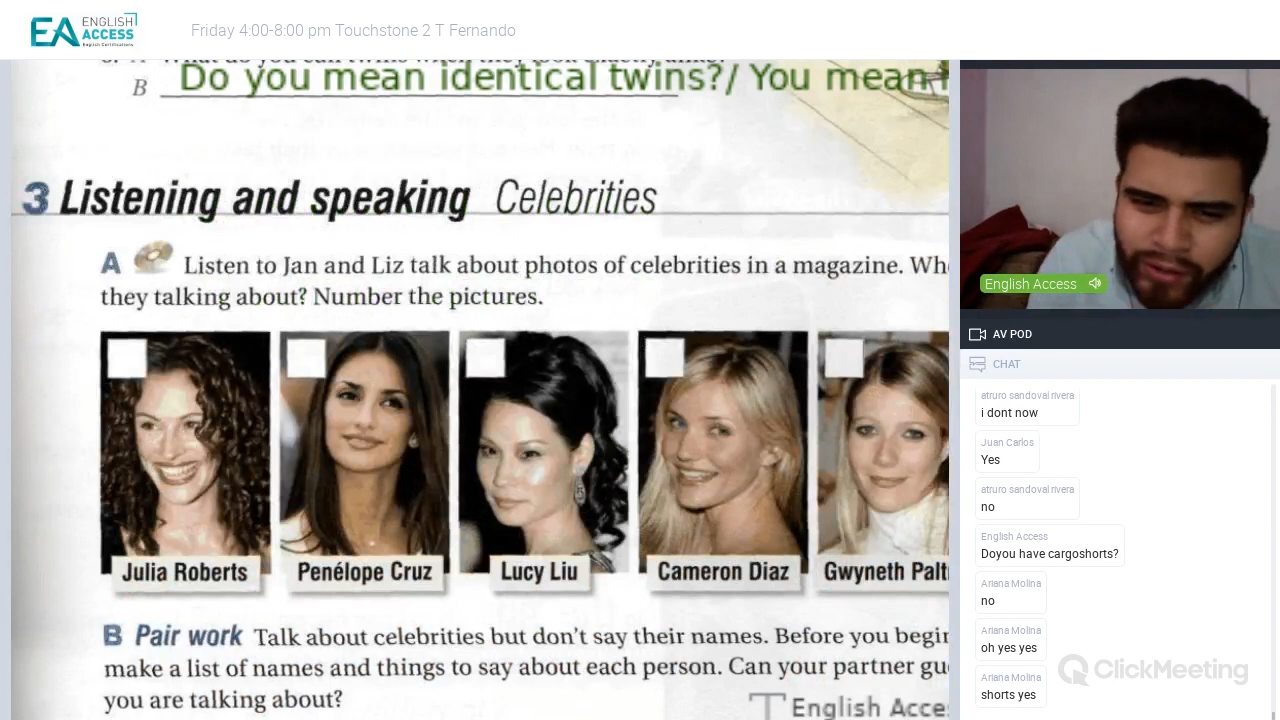 EA ENGLISH ACCESS
English Certifications
Friday 4:00-8:00 pm Touchstone 2 T Fernando
B Do you mean identical twins?/ You mean
3 Listening and speaking Celebrities
A Listen to Jan and Liz talk about photos of celebrities in a magazine.
they talking about? Number the pictures.
Julia Roberts Penélope Cruz Lucy Liu Cameron Diaz Gwyneth
B Pair work Talk about celebrities but don't say their names. Before you begin
make a list of names and things to say about each person. Can your partner
you are talking about?
English
English Access
AV POD
CHAT
atruro sandoval rivera
i dont now
Juan Carlos
Yes
atruro sandoval rivera
no
English Access
Doyou have cargoshorts?
Ariana Molina
no
Ariana Molina
oh yes yes
Ariana Molina
shorts yes
ClickMeeting